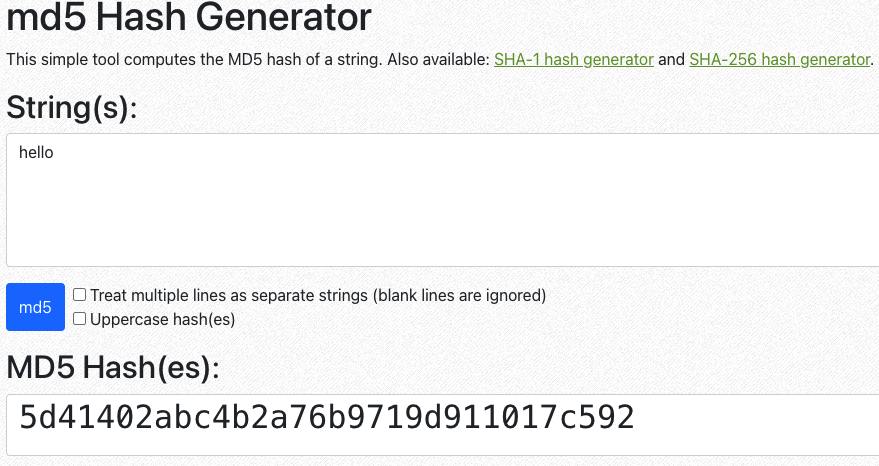 md5 Hash Generator
This simple tool computes the MD5 hash of a string. Also available: SHA-1 hash generator and SHA-256 hash generator.
String(s):
hello
md5
Treat multiple lines as separate strings (blank lines are ignored)
Uppercase hash(es)
MD5 Hash(es):
5d41402abc4b2a76b9719d911017c592